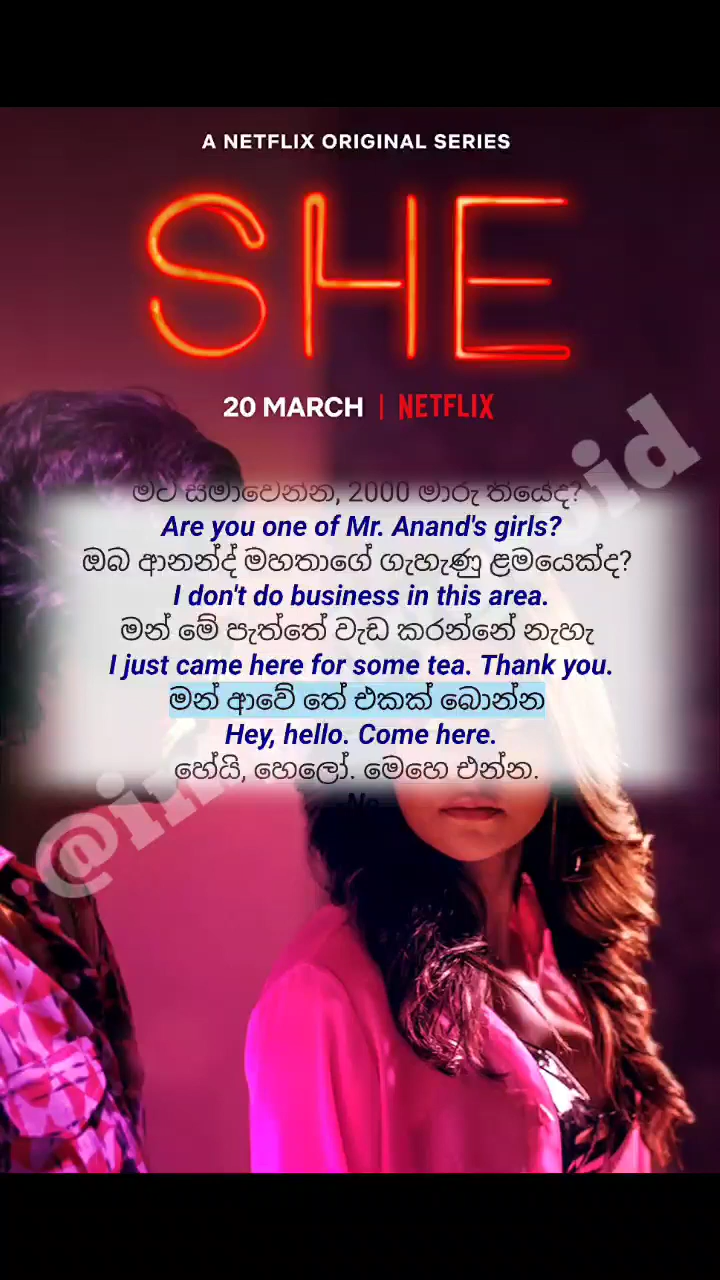 A NETFLIX ORIGINAL SERIES
SHE
20 MARCH | NETFLIX
මට සමාවෙන්න, 2000 මාරු තියේද?
Are you one of Mr. Anand's girls?
ඔබ ආනන්ද් මහතාගේ ගැහැණු ළමයෙක්ද?
I don't do business in this area.
මන් මේ පැත්තේ වැඩ කරන්නේ නැහැ
I just came here for some tea. Thank you.
මන් ආවේ තේ එකක් බොන්න
Hey, hello. Come here.
හේයි, හෙලෝ. මෙහෙ එන්න.